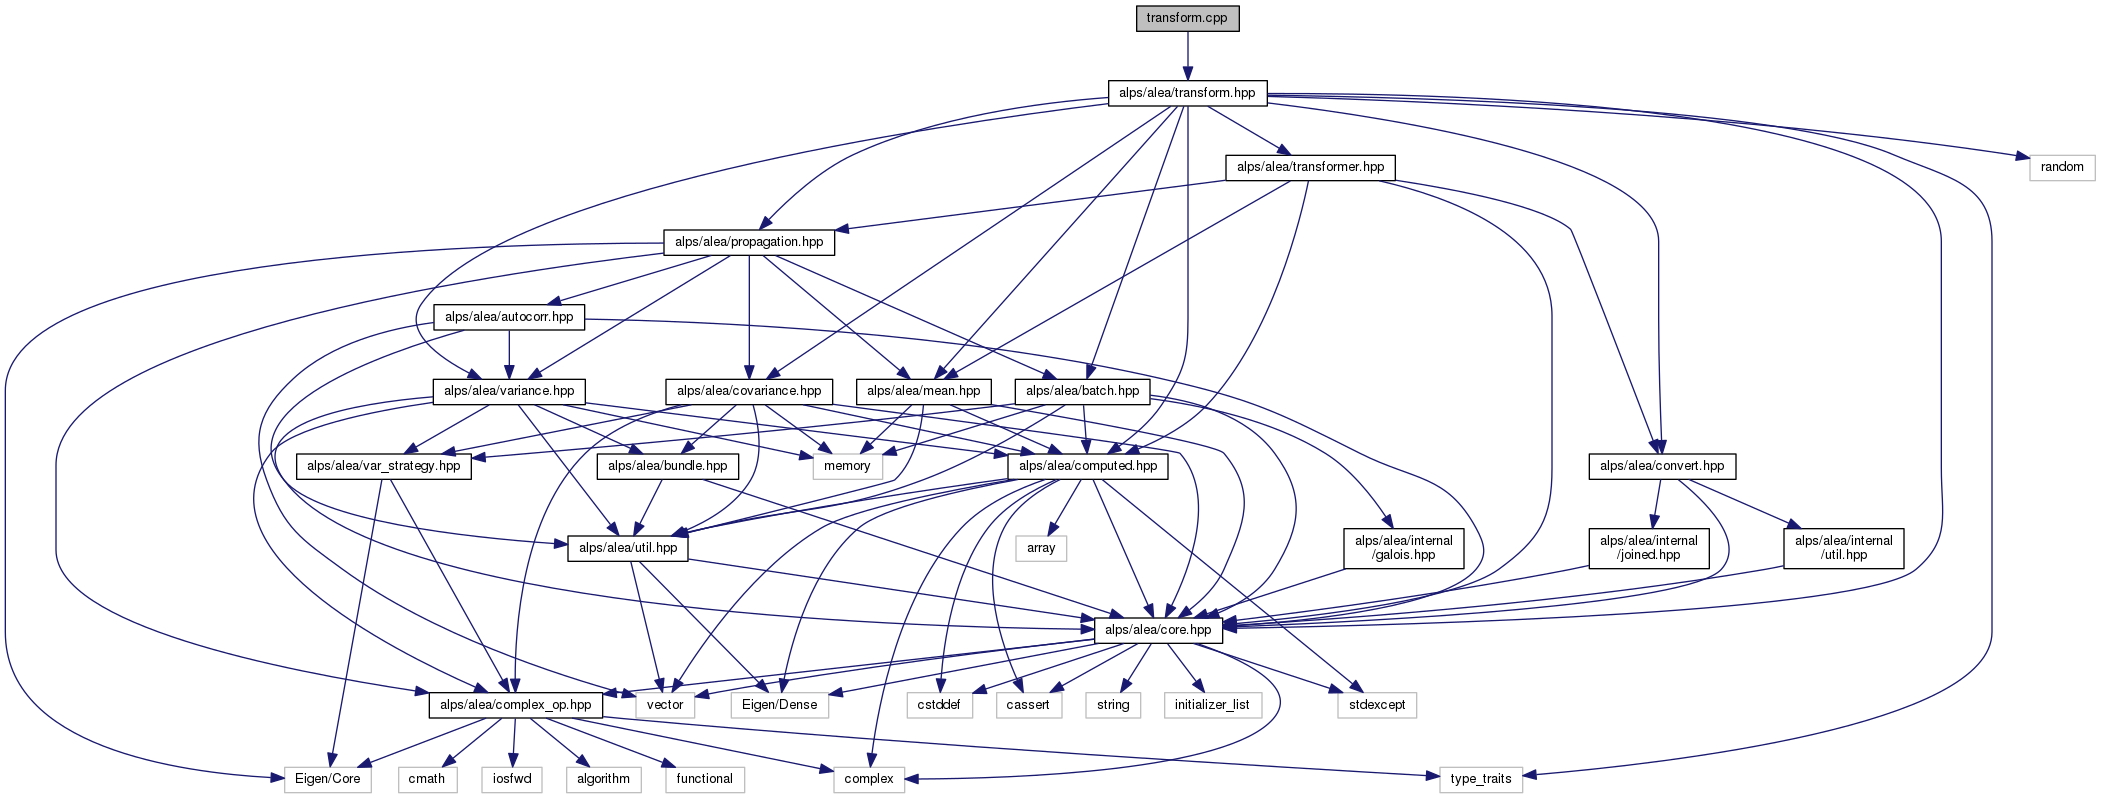 transform.cpp
alps/alea/transform.hpp
alps/alea/transformer.hpp
random
alps/alea/propagation.hpp
alps/alea/autocorr.hpp
alps/alea/variance.hpp
alps/alea/covariance.hpp
alps/alea/mean.hpp
alps/alea/batch.hpp
alps/alea/var_strategy.hpp
alps/alea/bundle.hpp
memory
alps/alea/computed.hpp
alps/alea/convert.hpp
alps/alea/util.hpp
array
alps/alea/internal
/galois.hpp
alps/alea/internal
/joined.hpp
alps/alea/internal
/util.hpp
alps/alea/core.hpp
alps/alea/complex_op.hpp
vector
Eigen/Dense
cstddef
cassert
string
initializer_list
stdexcept
Eigen/Core
cmath
iosfwd
algorithm
functional
complex
type_traits